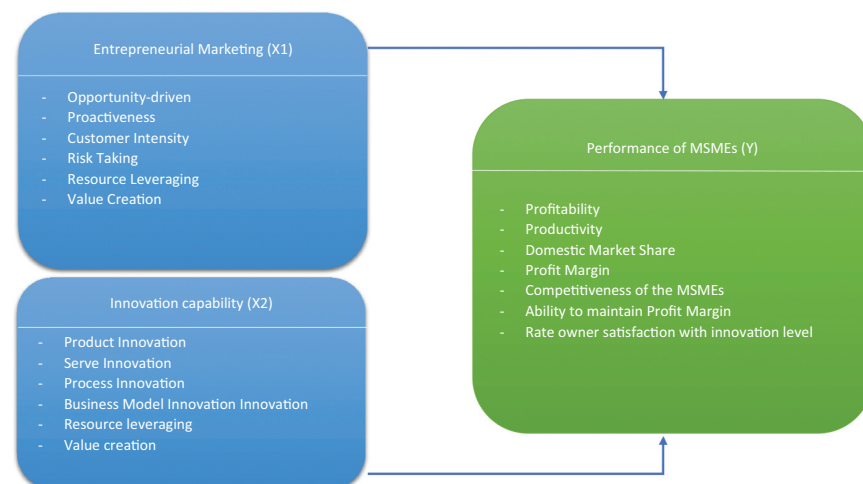 Entrepreneurial Marketing (X1)
- Opportunity-driven
- Proactiveness
- Customer Intensity
- Risk Taking
- Resource Leveraging
- Value Creation
Innovation capability (X2)
- Product Innovation
- Serve Innovation
- Process Innovation
- Business Model Innovation Innovation
- Resource leveraging
- Value creation
Performance of MSMEs (Y)
- Profitability
- Productivity
- Domestic Market Share
- Profit Margin
- Competitiveness of the MSMEs
- Ability to maintain Profit Margin
- Rate owner satisfaction with innovation level